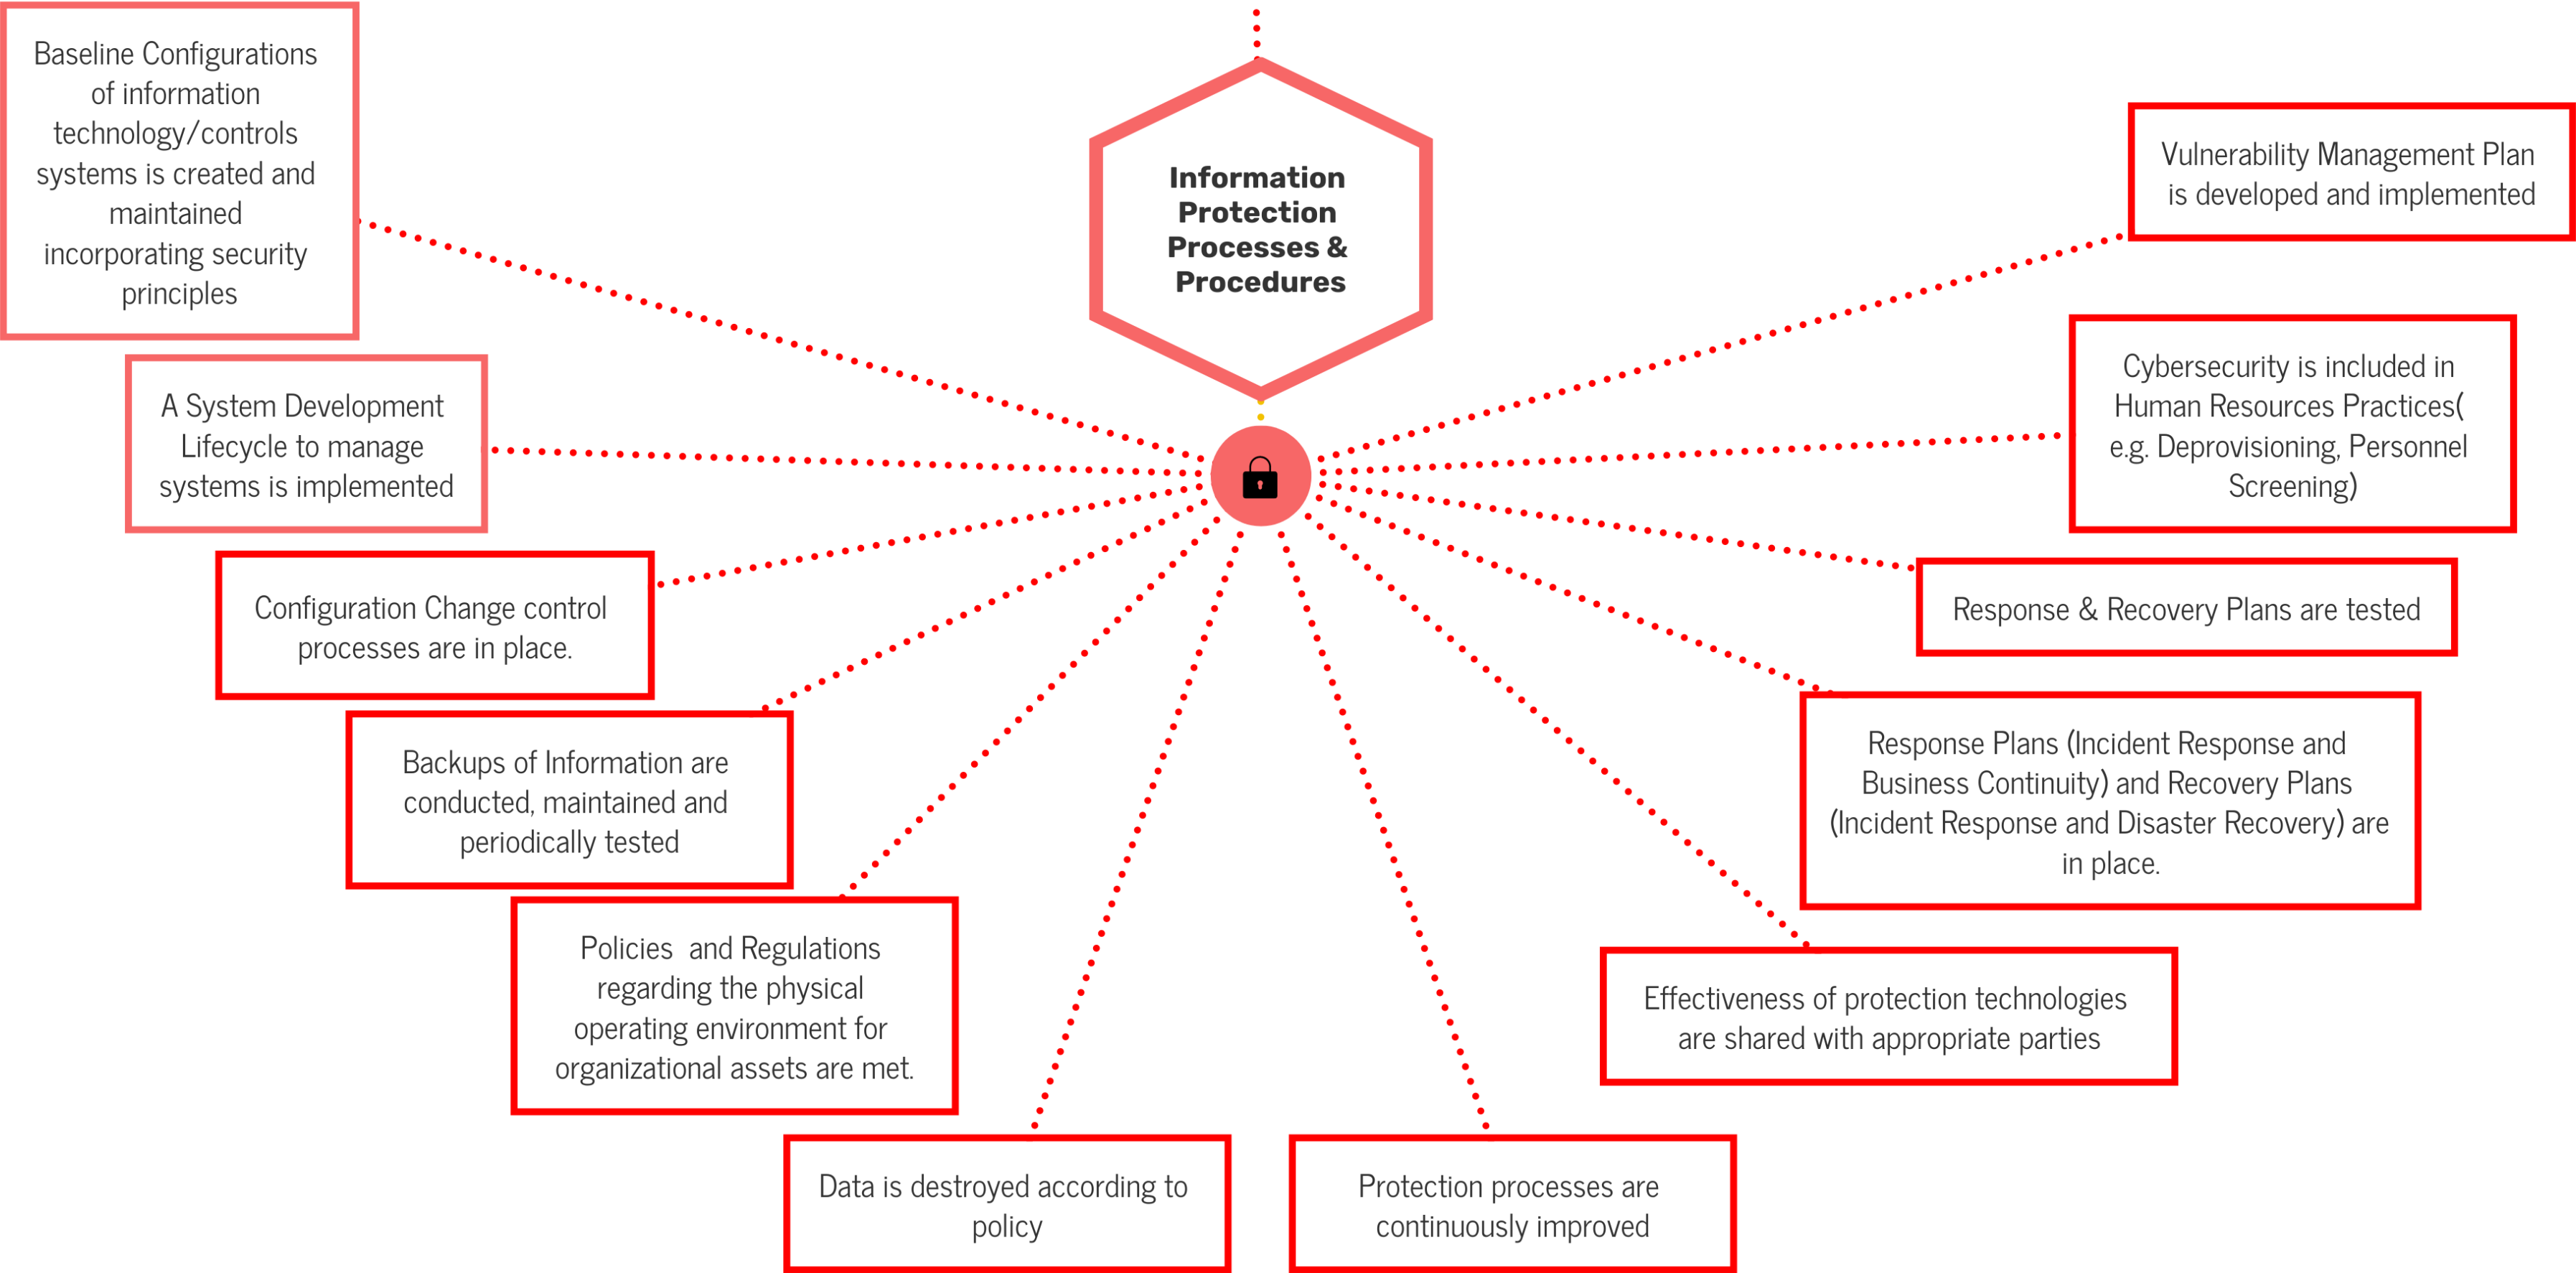 Baseline Configurations
of information
technology/controls
systems is created and
maintained
incorporating security
principles
A System Development
Lifecycle to manage
systems is implemented
Configuration Change control
processes are in place.
Backups of Information are
conducted, maintained and
periodically tested
Policies  and Regulations
regarding the physical
operating environment for
organizational assets are met.
Data is destroyed according to
policy
Information
Protection
Processes &
Procedures
Protection processes are
continuously improved
Effectiveness of protection technologies
are shared with appropriate parties
Response Plans (Incident Response and
Business Continuity) and Recovery Plans
(Incident Response and Disaster Recovery) are
in place.
Response & Recovery Plans are tested
Cybersecurity is included in
Human Resources Practices(
e.g. Deprovisioning, Personnel
Screening)
Vulnerability Management Plan
is developed and implemented